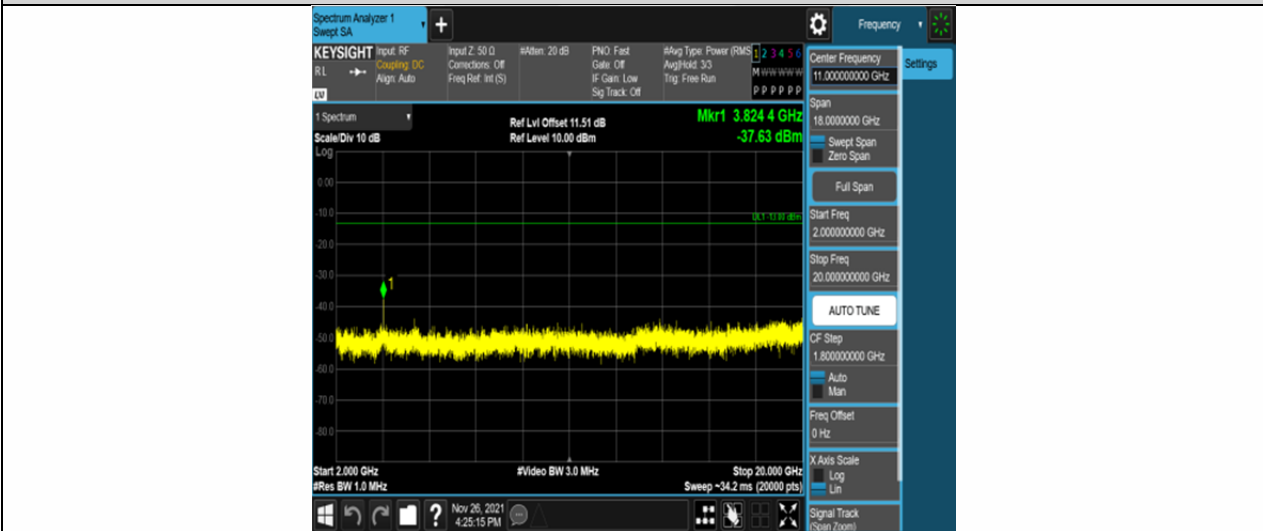 Spectrum Analyzer 1
Swept SA
+
Frequency
KEYSIGHT
RL
LV
Input: RF
Coupling: DC
Align: Auto
Input Z: 50 Ω
Corrections: Off
Freq Ref: Int (S)
#Atten: 20 dB
PNO: Fast
Gate: Off
IF Gain: Low
Sig Track: Off
#Avg Type: Power (RMS
Avg|Hold: 3/3
Trig: Free Run
1 2 3 4 5 6
M W W W W W
P P P P P P
1 Spectrum
Scale/Div 10 dB
Log
Ref Lvl Offset 11.51 dB
Ref Level 10.00 dBm
Mkr1 3.824 4 GHz
-37.63 dBm
0.00
-10.0
DL1 -13.00 dBm
-20.0
-30.0
1
-40.0
-50.0
-60.0
-70.0
-80.0
Start 2.000 GHz
#Res BW 1.0 MHz
#Video BW 3.0 MHz
Stop 20.000 GHz
Sweep ~34.2 ms (20000 pts)
?
Nov 26, 2021
4:25:15 PM
Center Frequency
11.000000000 GHz
Settings
Span
18.0000000 GHz
Swept Span
Zero Span
Full Span
Start Freq
2.000000000 GHz
Stop Freq
20.000000000 GHz
AUTO TUNE
CF Step
1.800000000 GHz
Auto
Man
Freq Offset
0 Hz
X Axis Scale
Log
Lin
Signal Track
(Span Zoom)